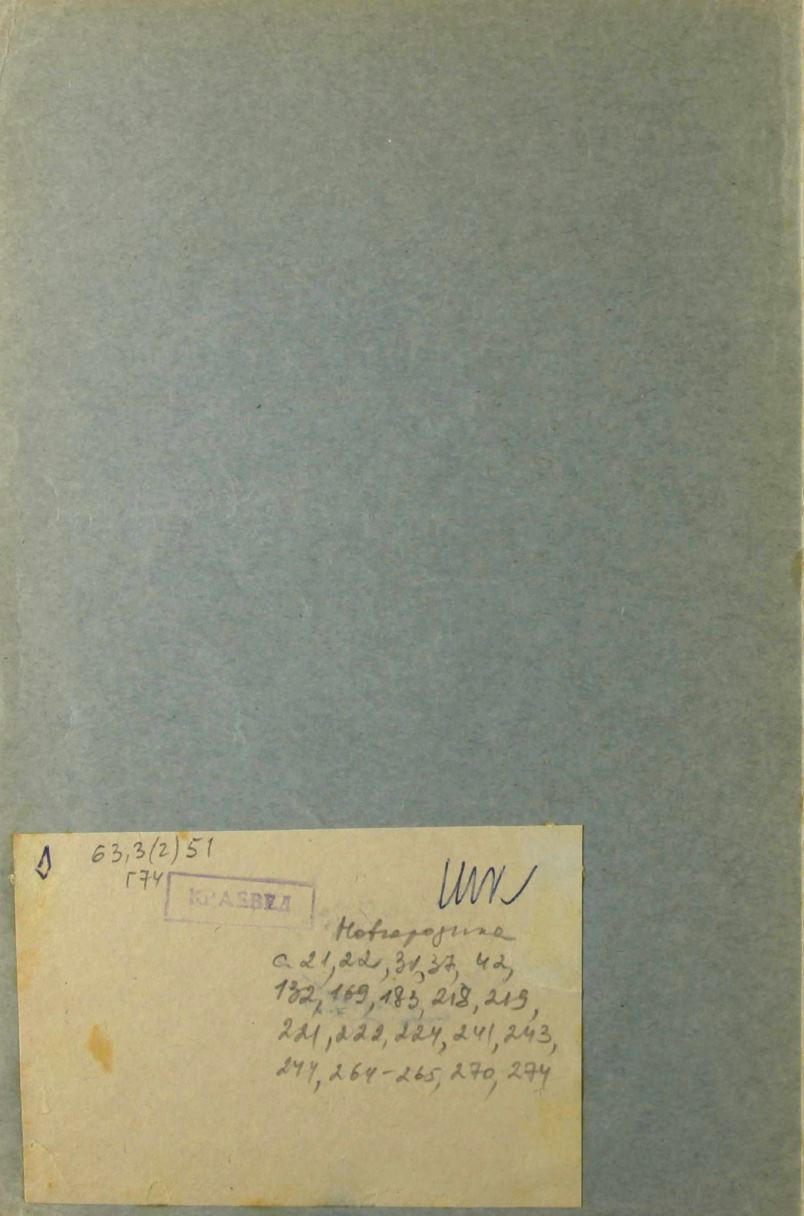 63,3(2)51
Г74
КРАЕВЕД
Новгородика
с. 21, 22, 31, 37, 42,
132, 169, 183, 218, 219,
221, 222, 224, 241, 243,
244, 264-265, 270, 274